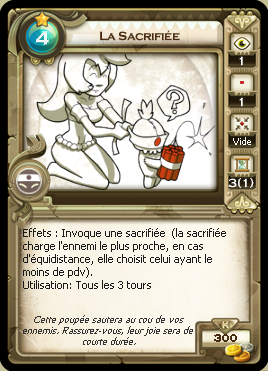 4
LA SACRIFIÉE
1
1
Vide
3(1)
?
Effets : Invoque une sacrifiée (la sacrifiée
charge l'ennemi le plus proche, en cas
d'équidistance, elle choisit celui ayant le
moins de pdv).
Utilisation: Tous les 3 tours
Cette poupée sautera au cou de vos
ennemis. Rassurez-vous, leur joie sera de
courte durée.
K
300